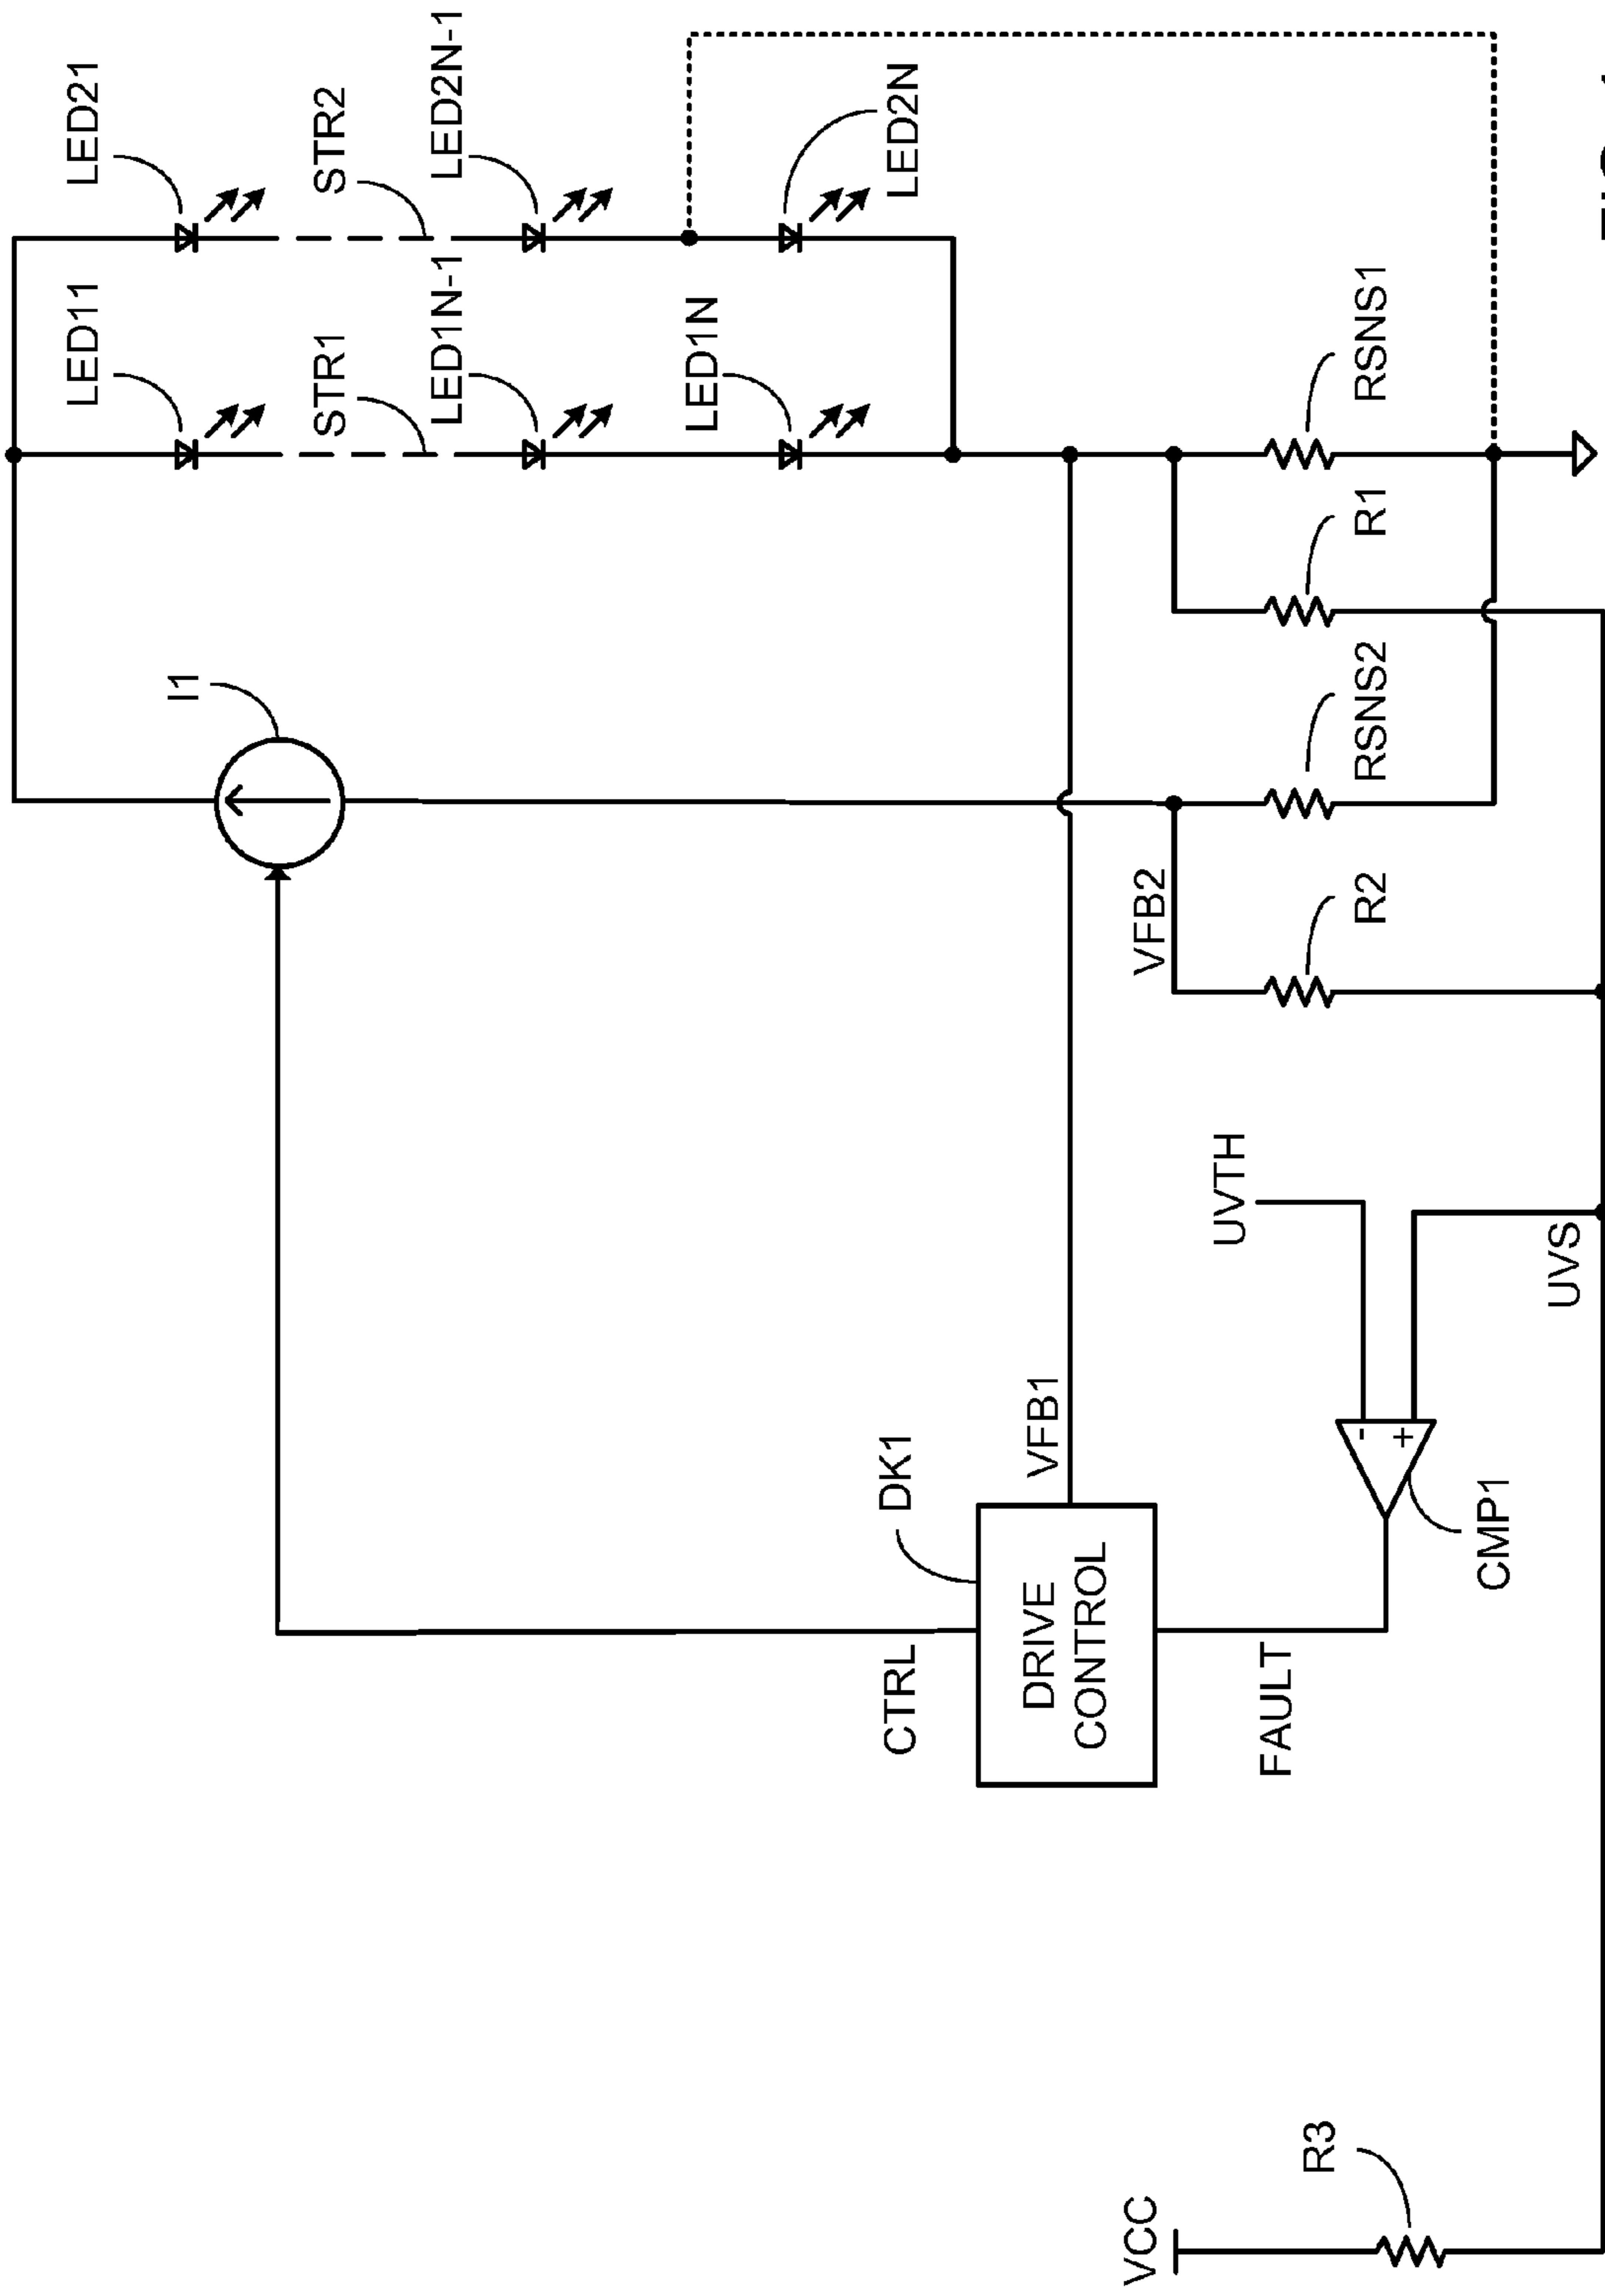 LED21
STR2
LED2N-1
LED2N
LED11
STR1
LED1N-1
LED1N
RSNS1
I1
R1
RSNS2
VFB2
R2
UVTH
UVS
DK1
VFB1
CTRL
DRIVE
CONTROL
FAULT
-
+
CMP1
VCC
R3